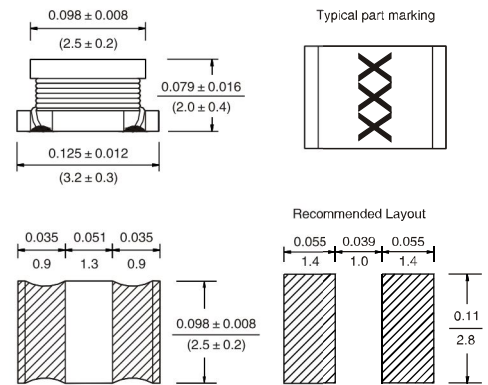 0.098 ± 0.008
(2.5 ± 0.2)
0.079 ± 0.016
(2.0 ± 0.4)
0.125 ± 0.012
(3.2 ± 0.3)
Typical part marking
XXX
0.035 0.051 0.035
0.9 1.3 0.9
0.098 ± 0.008
(2.5 ± 0.2)
Recommended Layout
0.055 0.039 0.055
1.4 1.0 1.4
0.11
2.8